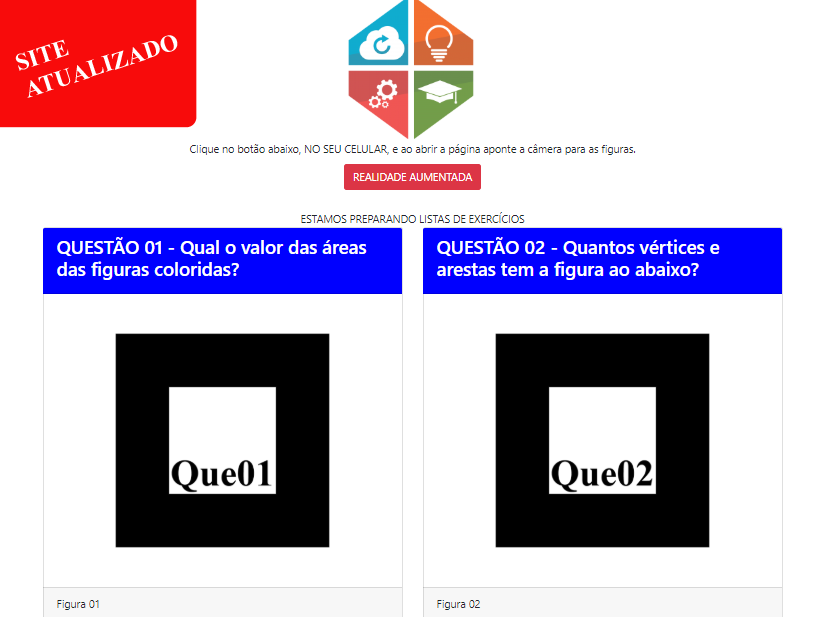 SITE
ATUALIZADO
Clique no botão abaixo, NO SEU CELULAR, e ao abrir a página aponte a câmera para as figuras.
REALIDADE AUMENTADA
ESTAMOS PREPARANDO LISTAS DE EXERCÍCIOS
QUESTÃO 01 - Qual o valor das áreas
das figuras coloridas?
Que01
Figura 01
QUESTÃO 02 - Quantos vértices e
arestas tem a figura ao abaixo?
Que02
Figura 02